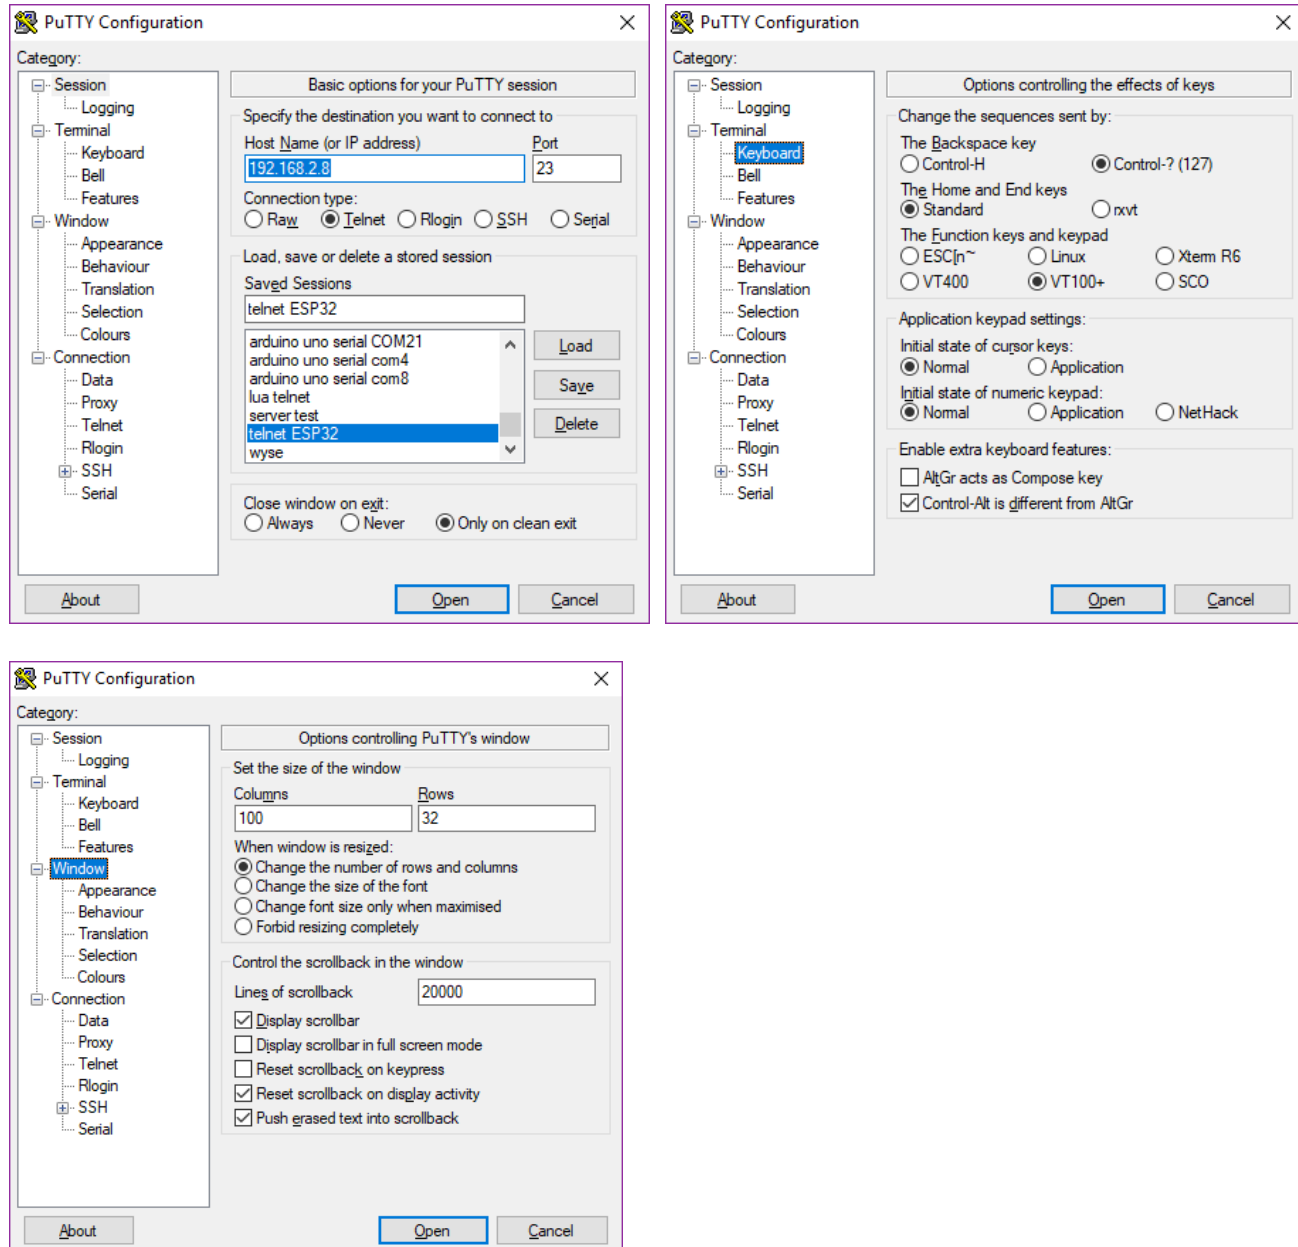 PuTTY Configuration
Category:
Session
Logging
Terminal
Keyboard
Bell
Features
Window
Appearance
Behaviour
Translation
Selection
Colours
Connection
Data
Proxy
Telnet
Rlogin
SSH
Serial
Basic options for your PuTTY session
Specify the destination you want to connect to
Host Name (or IP address) Port
192.168.2.8 23
Connection type:
Raw Telnet Rlogin SSH Serial
Load, save or delete a stored session
Saved Sessions
telnet ESP32
arduino uno serial COM21
arduino uno serial com4
arduino uno serial com8
lua telnet
server test
telnet ESP32
wyse
Load
Save
Delete
Close window on exit:
Always Never Only on clean exit
About Open Cancel
PuTTY Configuration
Category:
Session
Logging
Terminal
Keyboard
Bell
Features
Window
Appearance
Behaviour
Translation
Selection
Colours
Connection
Data
Proxy
Telnet
Rlogin
SSH
Serial
Options controlling the effects of keys
Change the sequences sent by:
The Backspace key
Control-H Control-? (127)
The Home and End keys
Standard rxvt
The Function keys and keypad
ESC[n~ Linux Xterm R6
VT400 VT100+ SCO
Application keypad settings:
Initial state of cursor keys:
Normal Application
Initial state of numeric keypad:
Normal Application NetHack
Enable extra keyboard features:
AltGr acts as Compose key
Control-Alt is different from AltGr
About Open Cancel
PuTTY Configuration
Category:
Session
Logging
Terminal
Keyboard
Bell
Features
Window
Appearance
Behaviour
Translation
Selection
Colours
Connection
Data
Proxy
Telnet
Rlogin
SSH
Serial
Options controlling PuTTY's window
Set the size of the window
Columns Rows
100 32
When window is resized:
Change the number of rows and columns
Change the size of the font
Change font size only when maximised
Forbid resizing completely
Control the scrollback in the window
Lines of scrollback 20000
Display scrollbar
Display scrollbar in full screen mode
Reset scrollback on keypress
Reset scrollback on display activity
Push erased text into scrollback
About Open Cancel